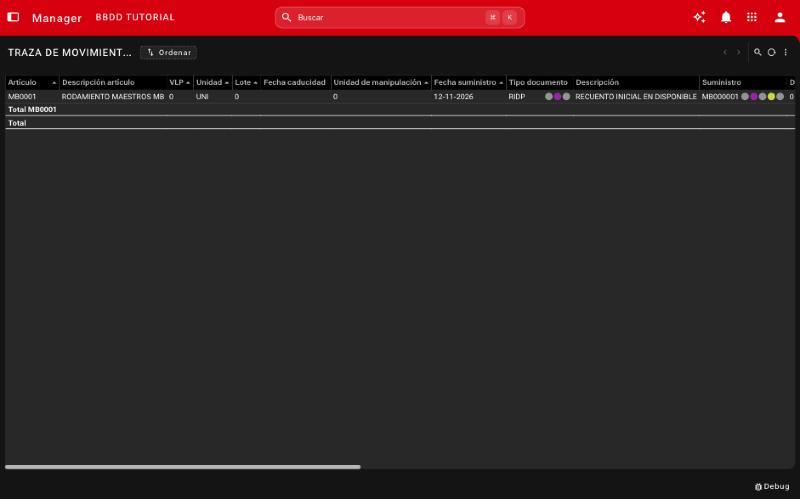 Manager BBDD TUTORIAL Buscar ⌘ K
TRAZA DE MOVIMIENT... Ordenar
Artículo Descripción artículo VLP Unidad Lote Fecha caducidad Unidad de manipulación Fecha suministro Tipo documento Descripción Suministro D
MB0001 RODAMIENTO MAESTROS MB 0 UNI 0 0 12-11-2026 RIDP RECUENTO INICIAL EN DISPONIBLE MB000001 0
Total MB0001
Total
Debug